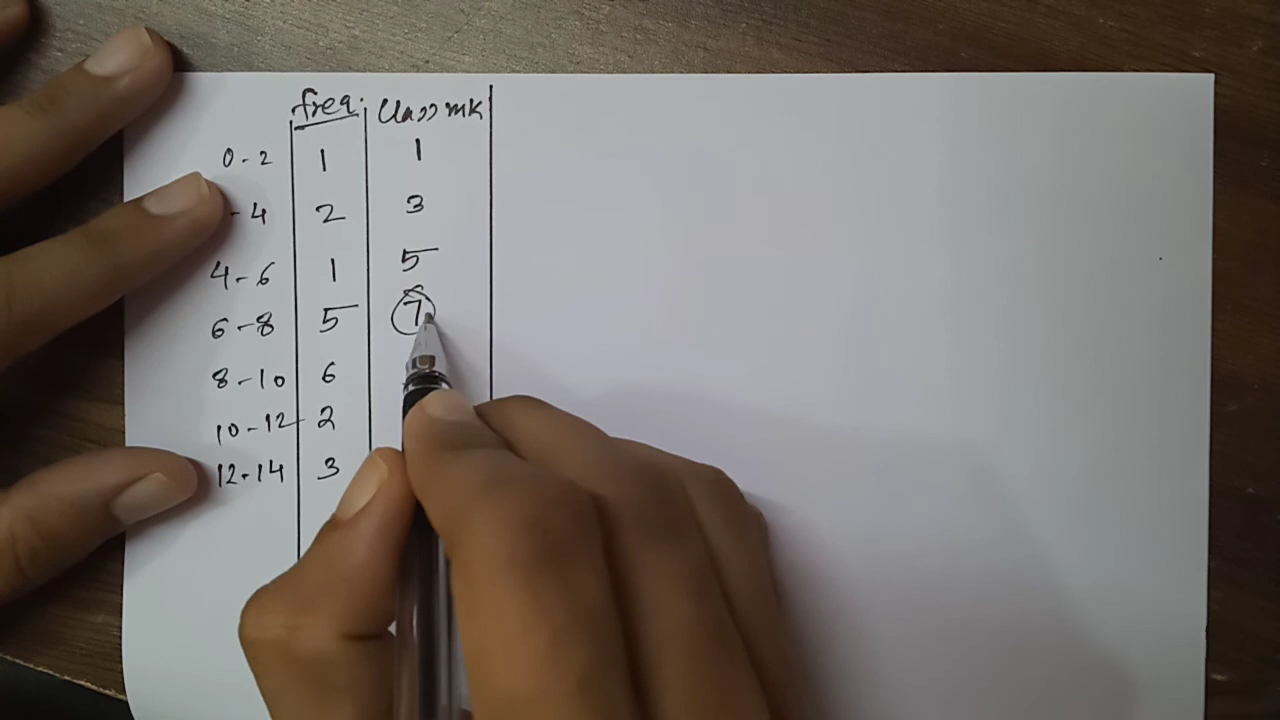 freq. Class mk
0-2 1 1
-4 2 3
4-6 1 5
6-8 5 7
8-10 6
10-12 2
12-14 3